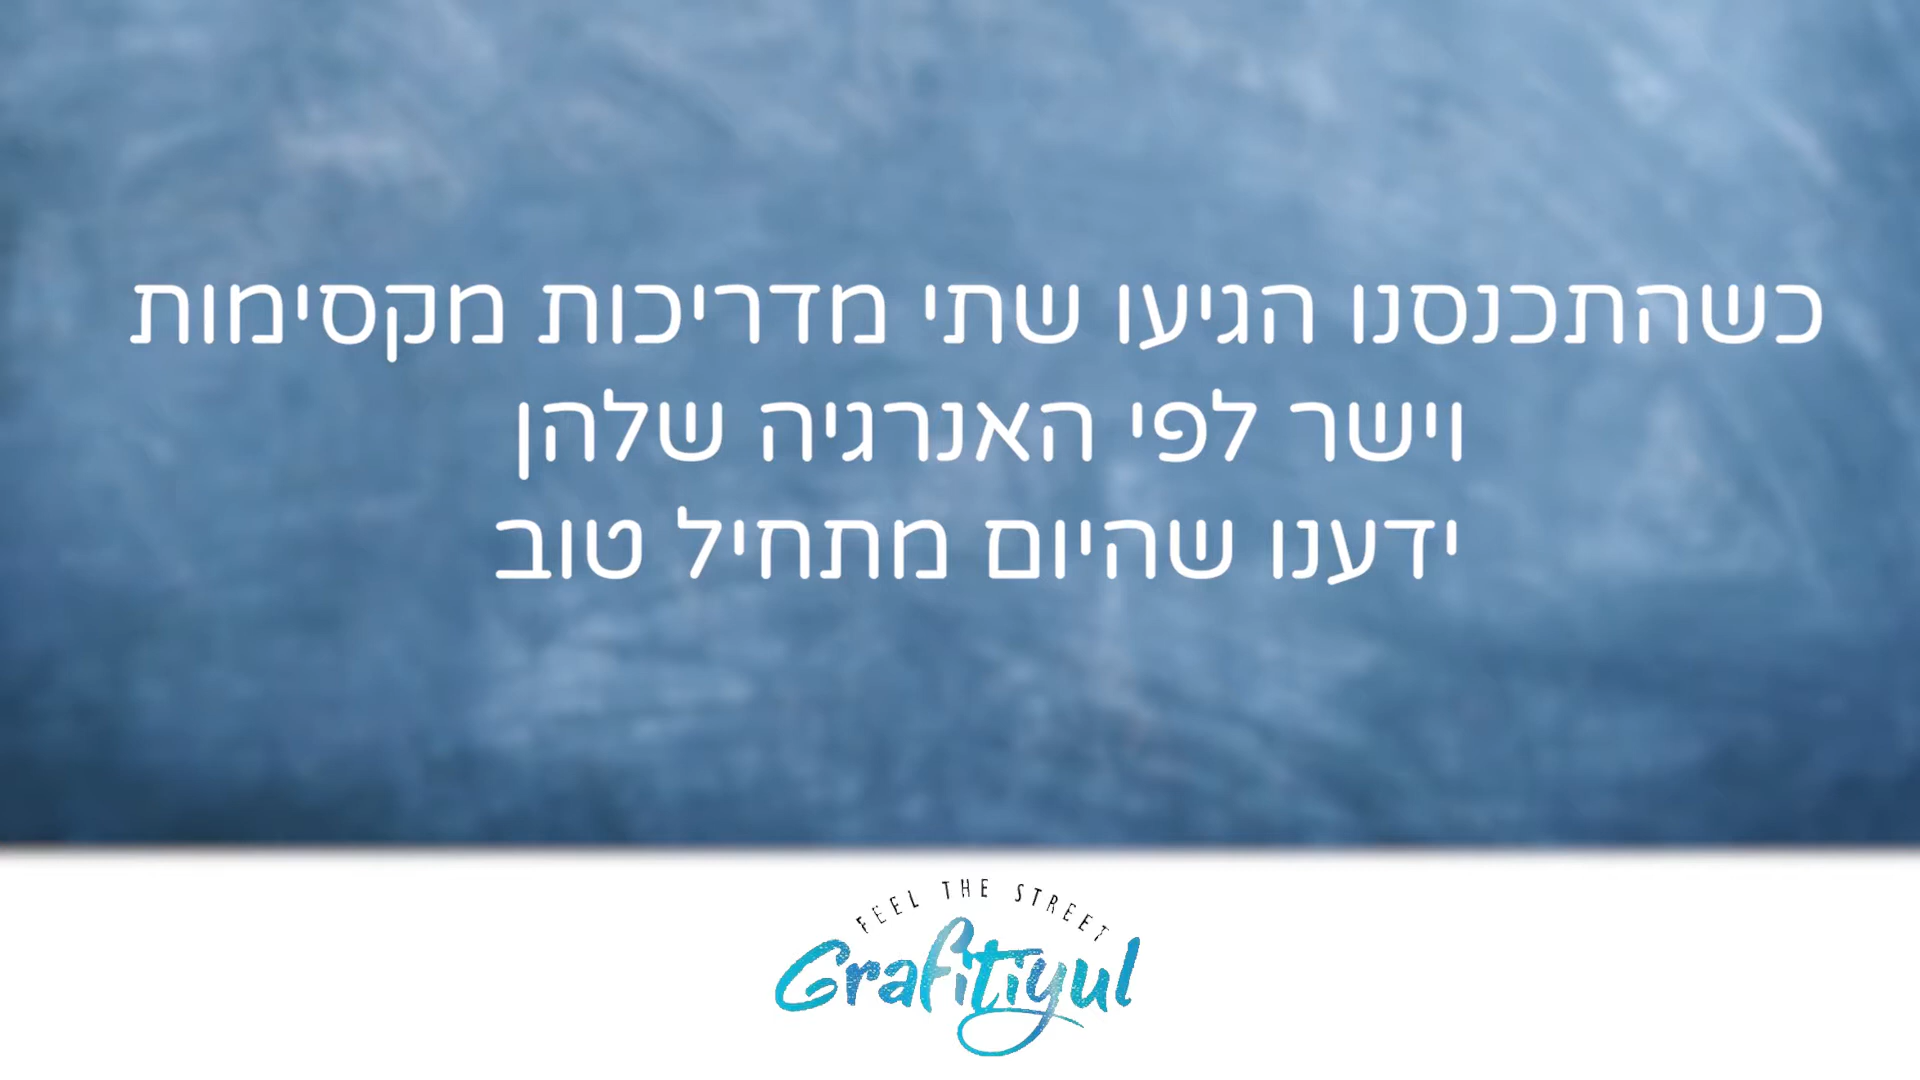 כשהתכנסנו הגיעו שתי מדריכות מקסימות
וישר לפי האנרגיה שלהן
ידענו שהיום מתחיל טוב
FEEL THE STREET
Grafitiyul